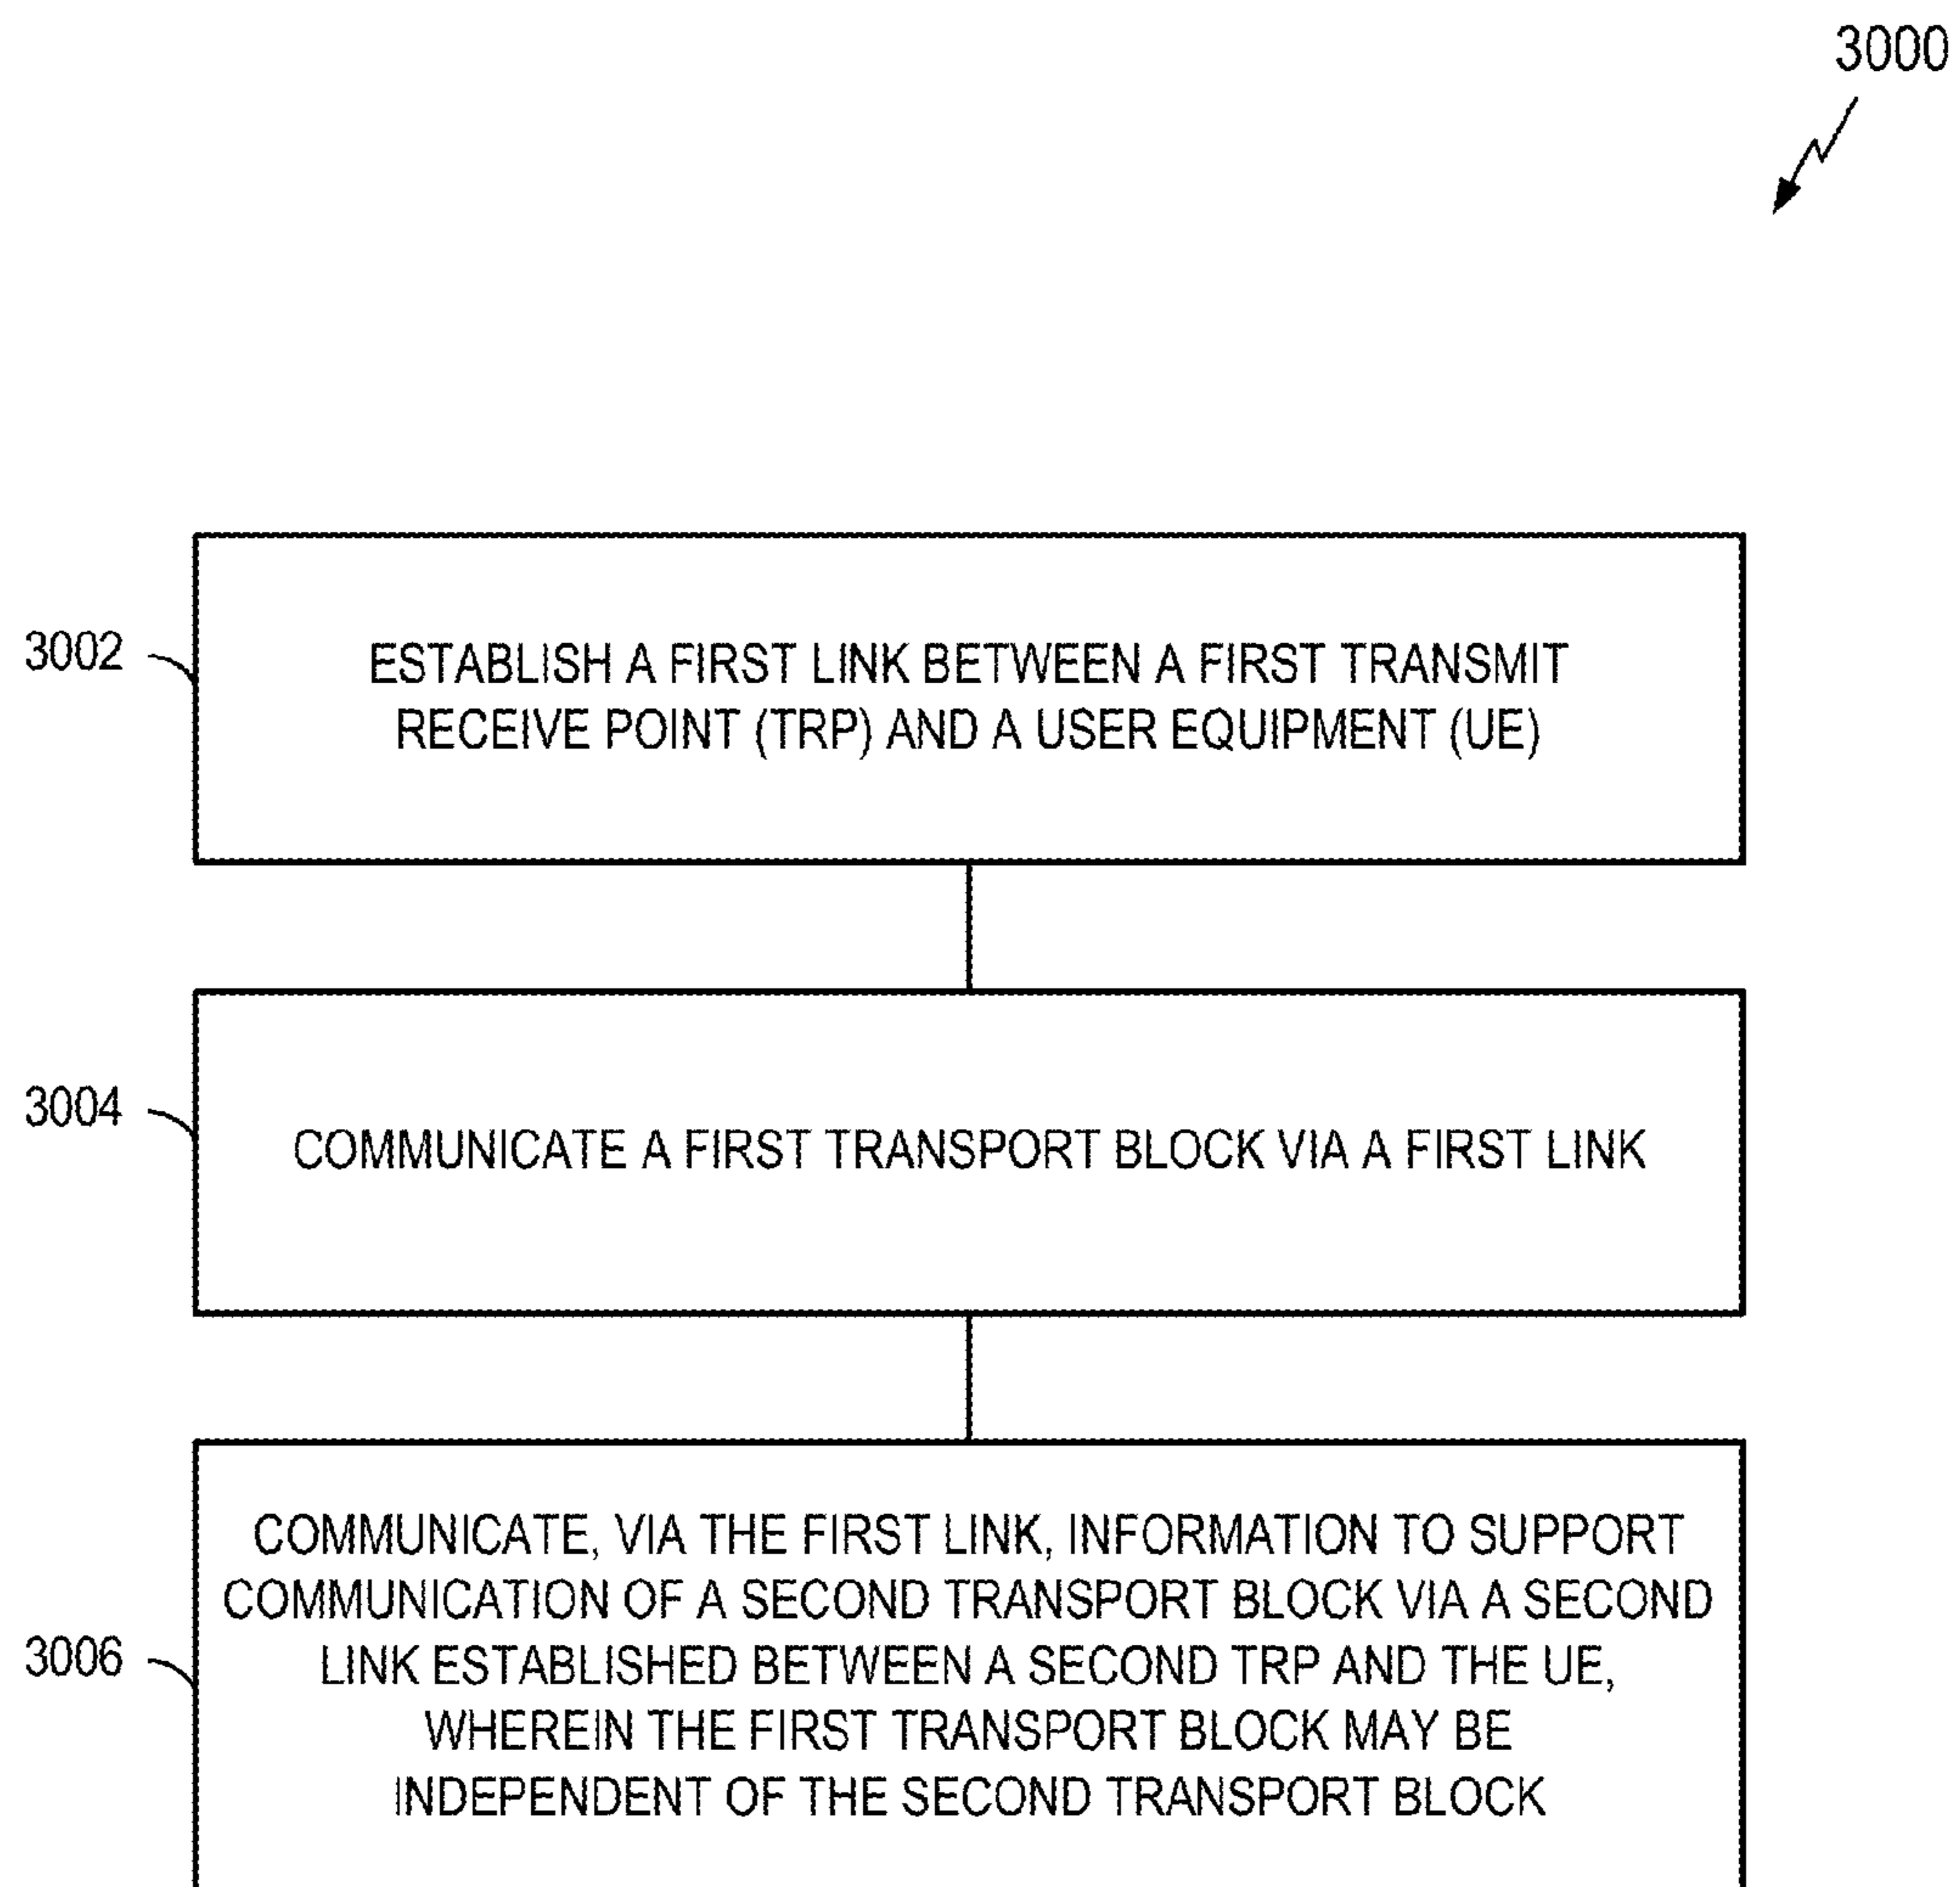 3000
3002
ESTABLISH A FIRST LINK BETWEEN A FIRST TRANSMIT
RECEIVE POINT (TRP) AND A USER EQUIPMENT (UE)
3004
COMMUNICATE A FIRST TRANSPORT BLOCK VIA A FIRST LINK
3006
COMMUNICATE, VIA THE FIRST LINK, INFORMATION TO SUPPORT
COMMUNICATION OF A SECOND TRANSPORT BLOCK VIA A SECOND
LINK ESTABLISHED BETWEEN A SECOND TRP AND THE UE,
WHEREIN THE FIRST TRANSPORT BLOCK MAY BE
INDEPENDENT OF THE SECOND TRANSPORT BLOCK